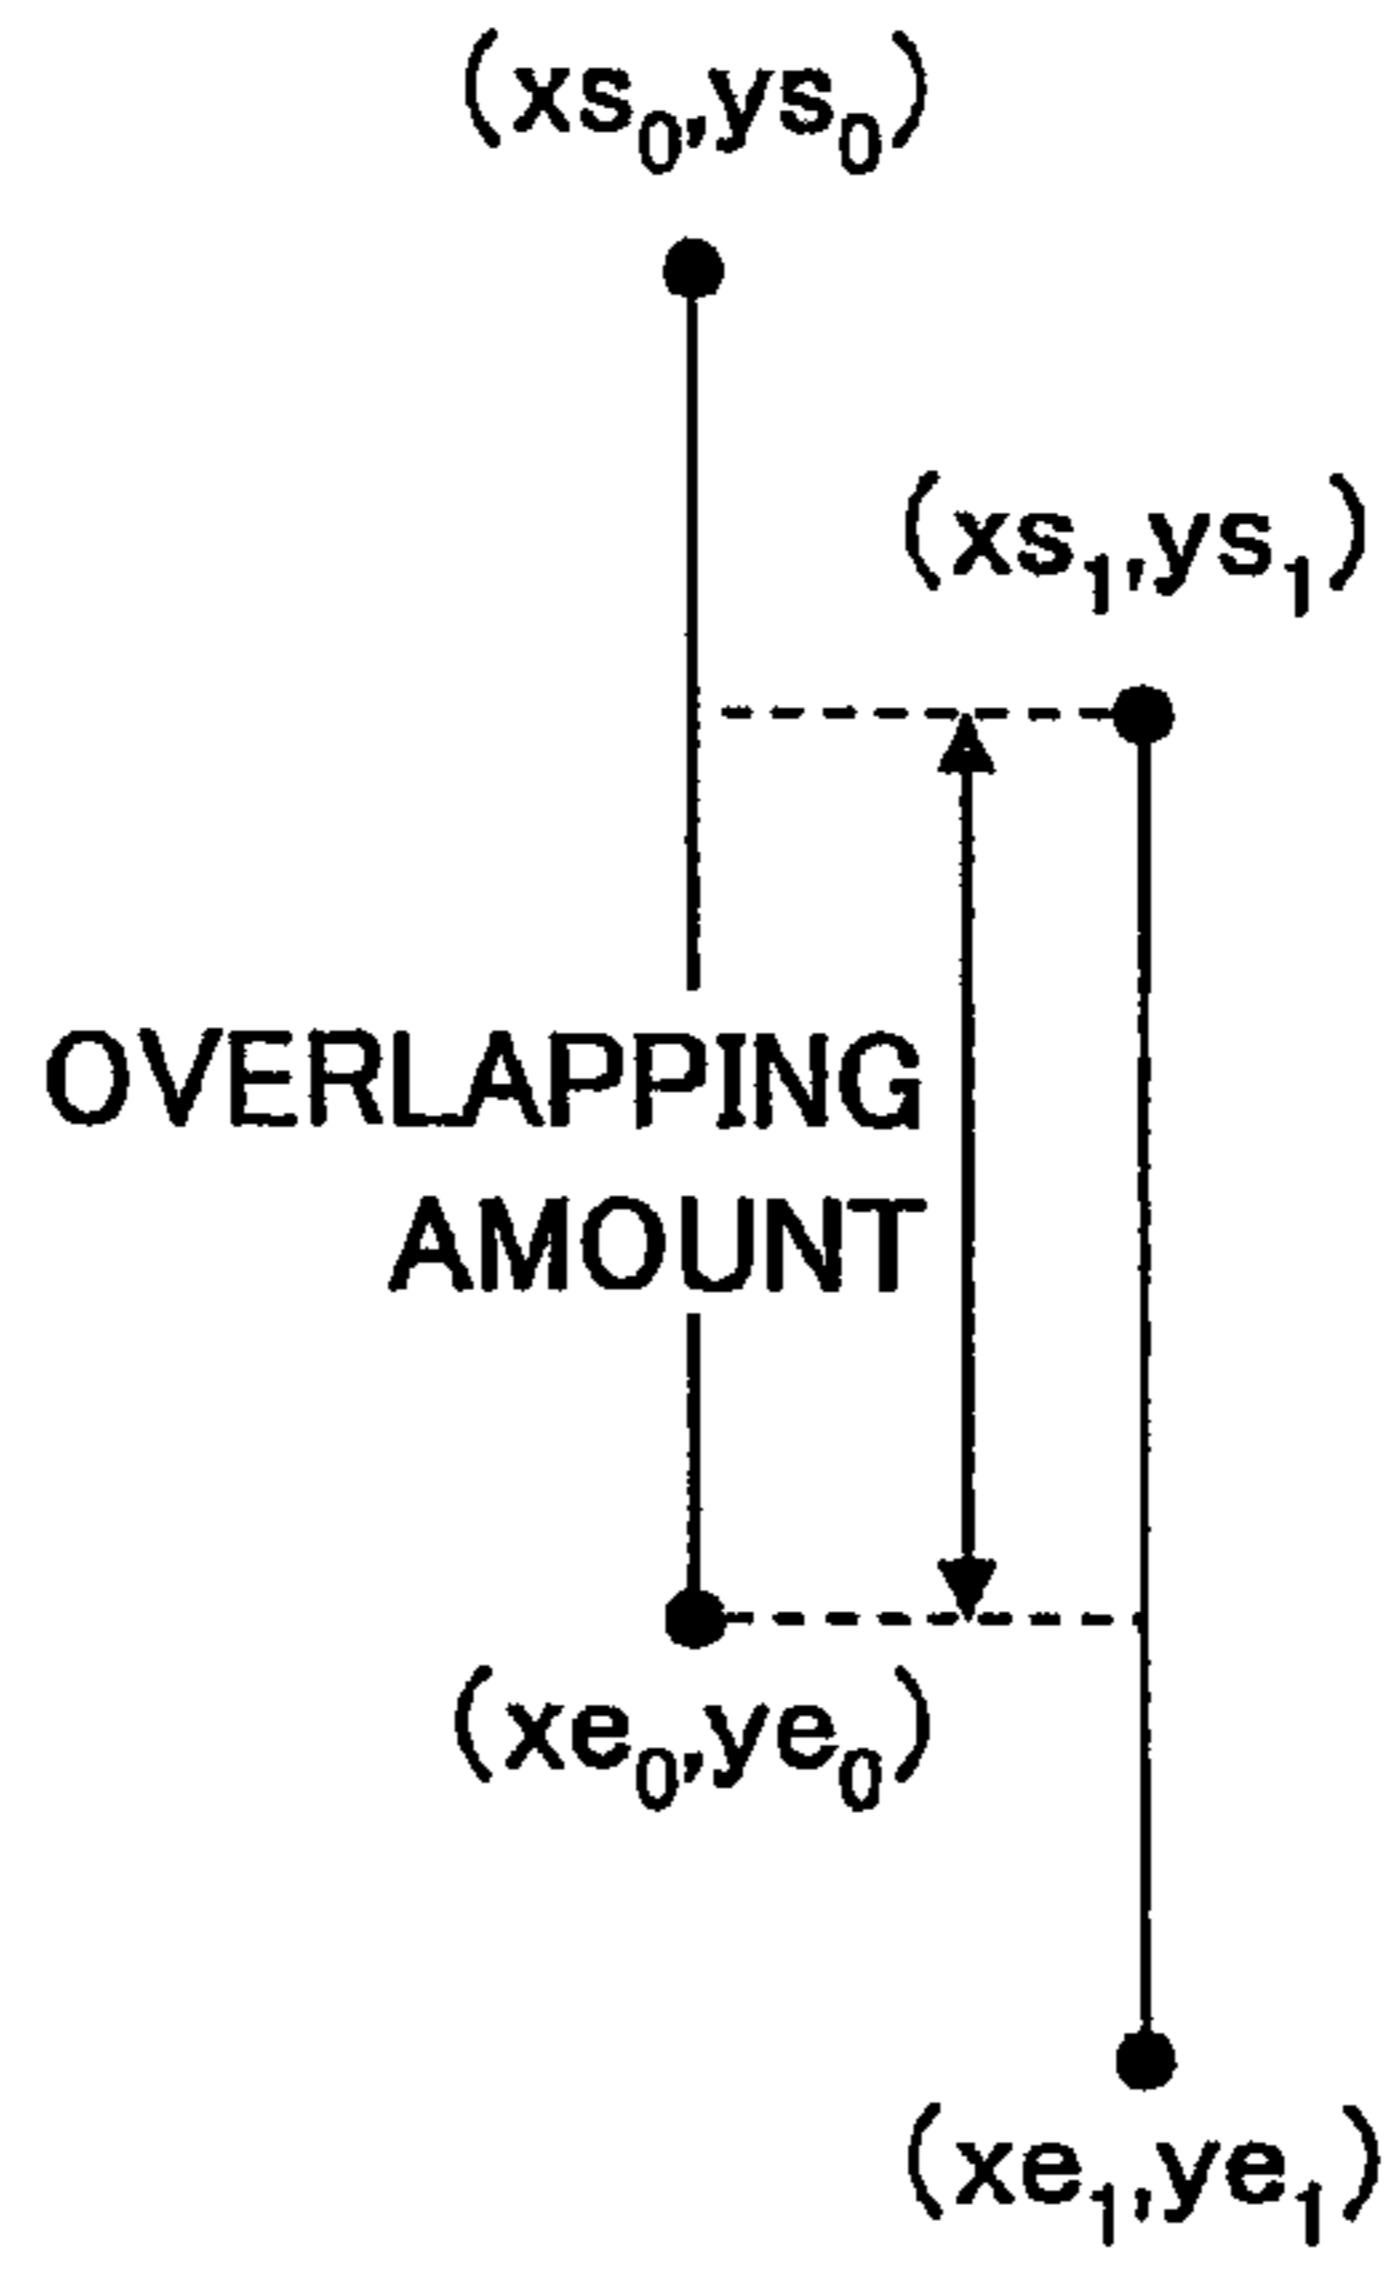 (xs₀,ys₀)
(xs₁,ys₁)
OVERLAPPING
AMOUNT
(xe₀,ye₀)
(xe₁,ye₁)